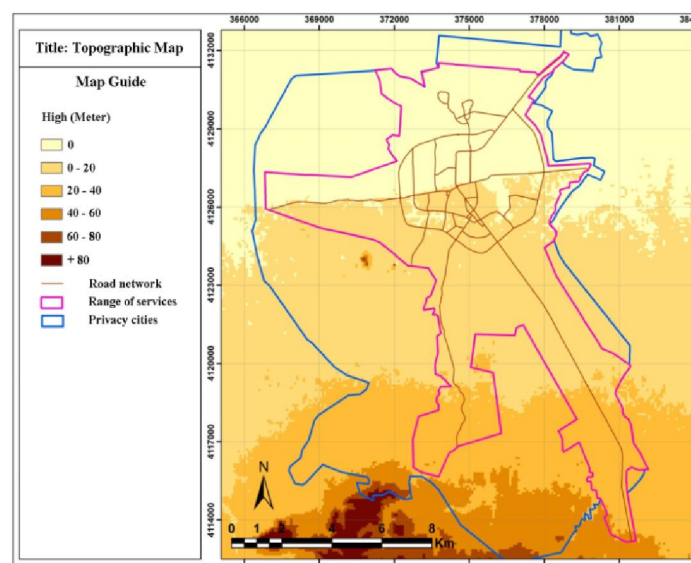 Title: Topographic Map
Map Guide
High (Meter)
0
0 - 20
20 - 40
40 - 60
60 - 80
+ 80
Road network
Range of services
Privacy cities
366000 369000 372000 375000 378000 381000 384
4132000
4129000
4126000
4123000
4120000
4117000
4114000
N
0 1 2 4 6 8
Km